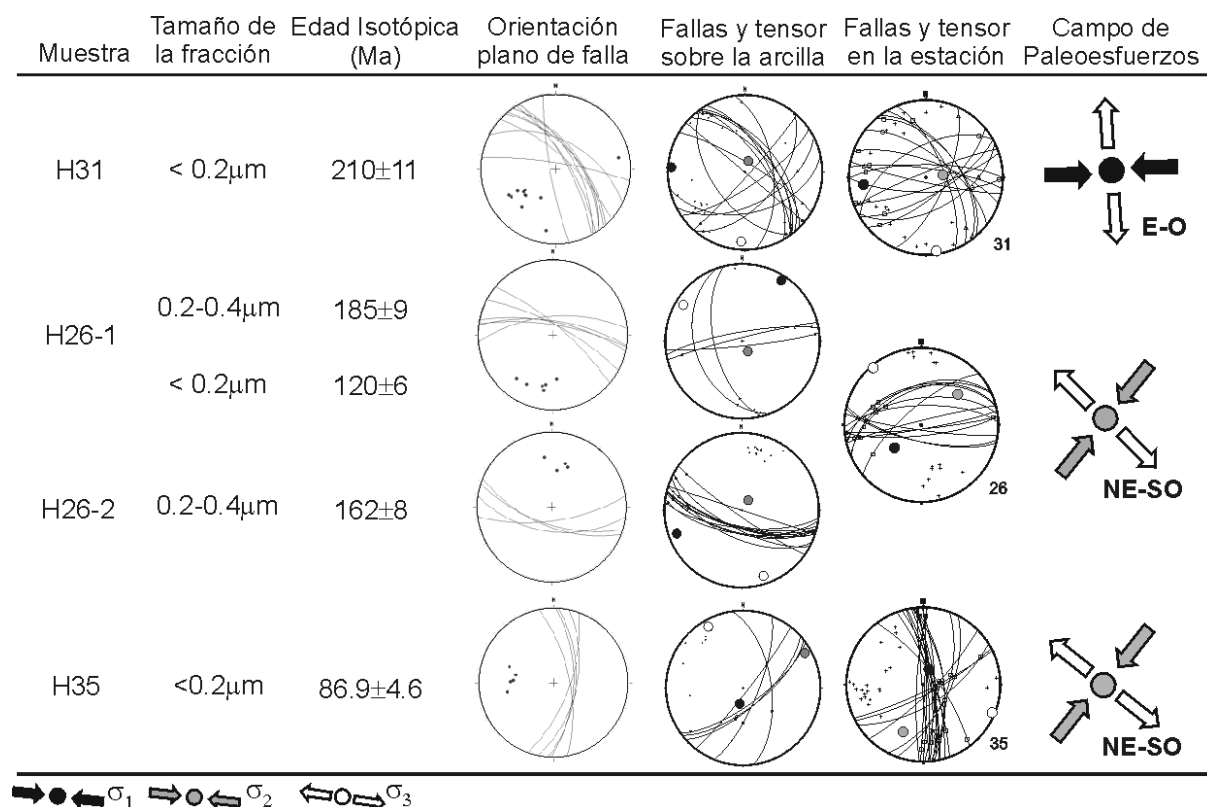 Muestra
Tamaño de
la fracción
Edad Isotópica
(Ma)
Orientación
plano de falla
Fallas y tensor
sobre la arcilla
Fallas y tensor
en la estación
Campo de
Paleoesfuerzos
H31
< 0.2µm
210±11
31
E-O
H26-1
0.2-0.4µm
185±9
< 0.2µm
120±6
26
NE-SO
H26-2
0.2-0.4µm
162±8
H35
<0.2µm
86.9±4.6
35
NE-SO
σ1
σ2
σ3